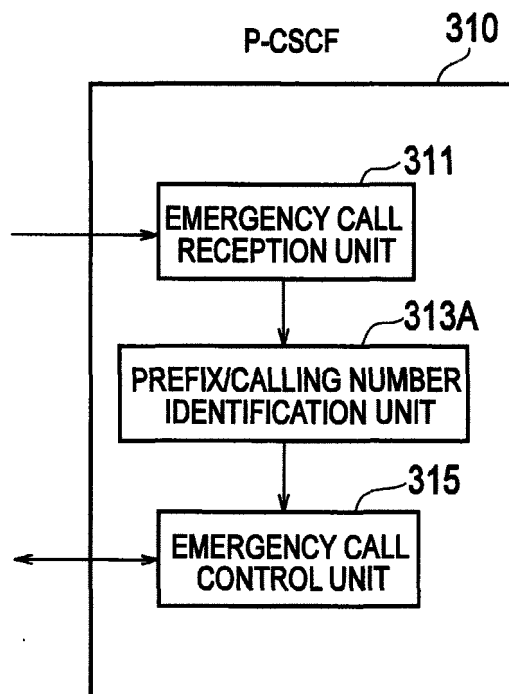 P-CSCF
310
311
EMERGENCY CALL
RECEPTION UNIT
313A
PREFIX/CALLING NUMBER
IDENTIFICATION UNIT
315
EMERGENCY CALL
CONTROL UNIT